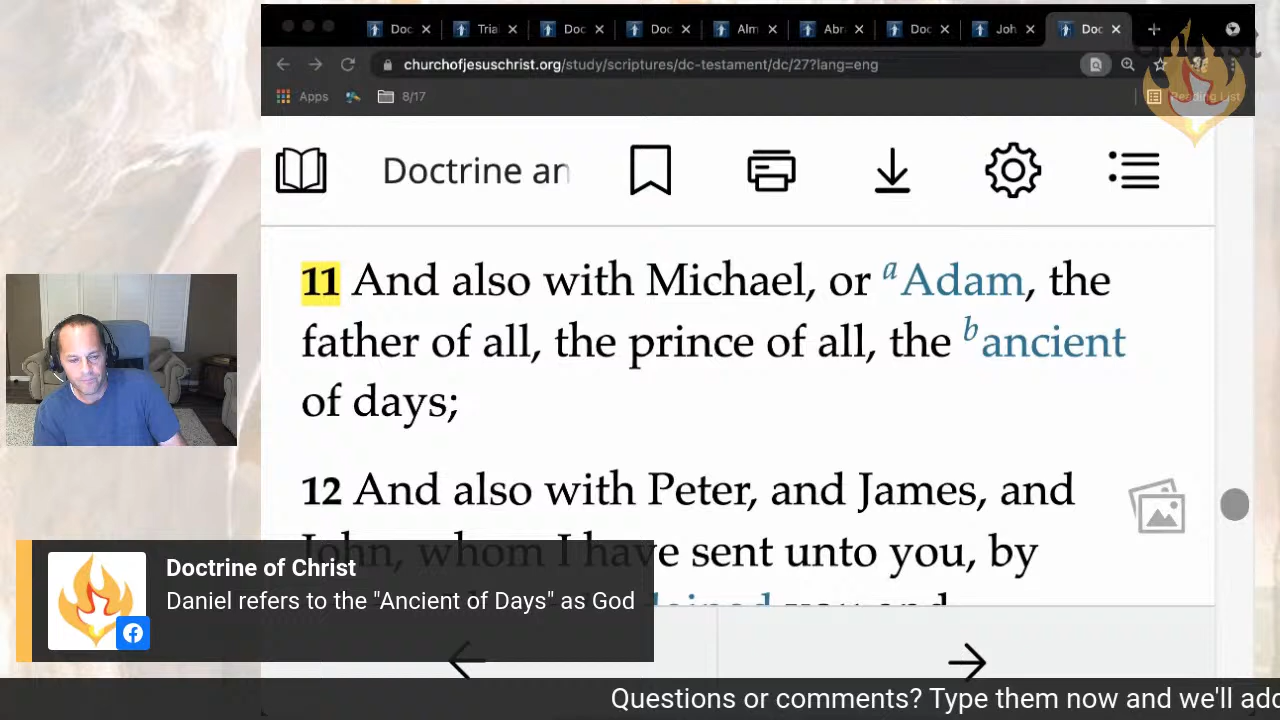 Doc
Tria
Doc
Doc
Alm
Abr
Doc
Joh
Doc
churchofjesuschrist.org/study/scriptures/dc-testament/dc/27?lang=eng
Apps
8/17
Reading List
Doctrine an
11 And also with Michael, or a Adam, the
father of all, the prince of all, the b ancient
of days;
12 And also with Peter, and James, and
John, whom I have sent unto you, by
you and
Doctrine of Christ
Daniel refers to the "Ancient of Days" as God
Questions or comments? Type them now and we'll add